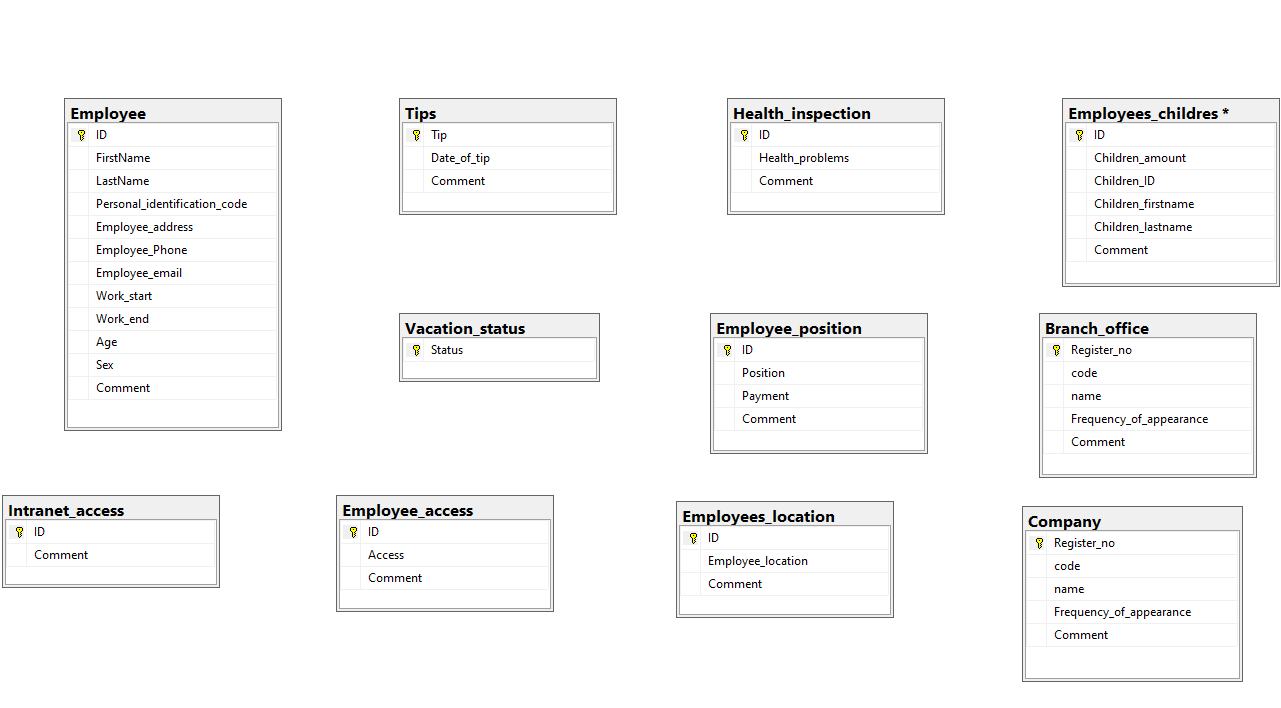 Employee
ID
FirstName
LastName
Personal_identification_code
Employee_address
Employee_Phone
Employee_email
Work_start
Work_end
Age
Sex
Comment
Tips
Tip
Date_of_tip
Comment
Health_inspection
ID
Health_problems
Comment
Employees_childres *
ID
Children_amount
Children_ID
Children_firstname
Children_lastname
Comment
Vacation_status
Status
Employee_position
ID
Position
Payment
Comment
Branch_office
Register_no
code
name
Frequency_of_appearance
Comment
Intranet_access
ID
Comment
Employee_access
ID
Access
Comment
Employees_location
ID
Employee_location
Comment
Company
Register_no
code
name
Frequency_of_appearance
Comment